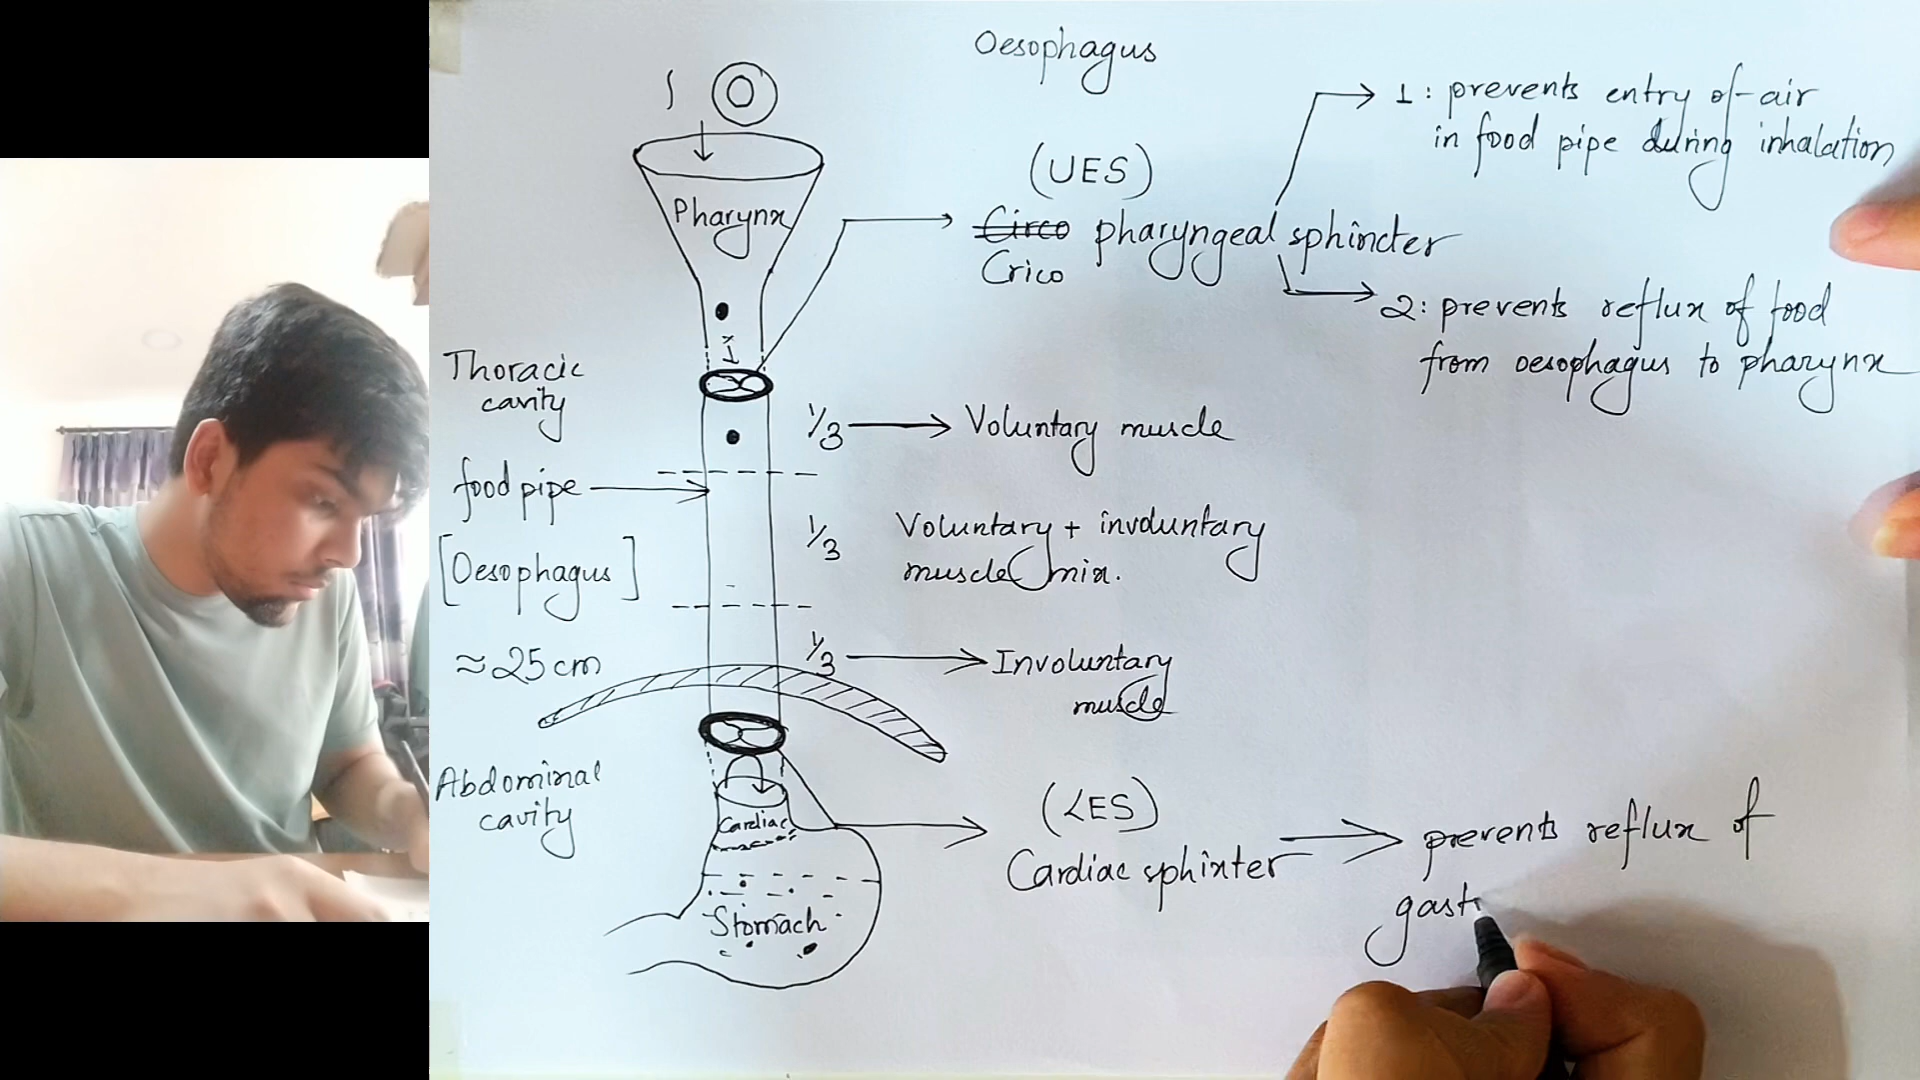 Oesophagus
Pharynx
(UES)
Circo pharyngeal sphincter
Crico
1: prevents entry of air
in food pipe during inhalation
2: prevents reflux of food
from oesophagus to pharynx
Thoracic
cavity
1/3 Voluntary muscle
food pipe
[Oesophagus]
1/3 Voluntary + involuntary
muscle mix.
≈ 25 cm
1/3 Involuntary
muscle
Abdominal
cavity
Cardiac
Stomach
(LES)
Cardiac sphinter
prevents reflux of
gast